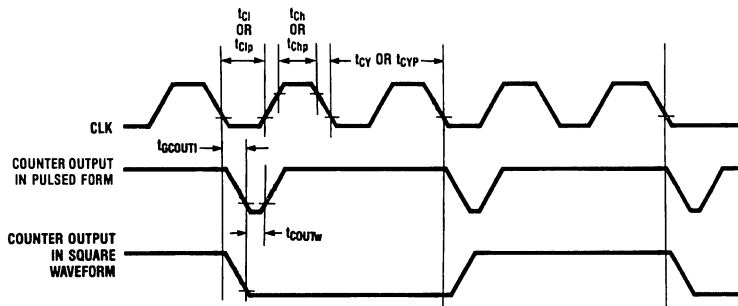 tCl
OR
tClp
tCh
OR
tChp
tCY OR tCYP
CLK
tGCOUTl
COUNTER OUTPUT
IN PULSED FORM
tCOUTw
COUNTER OUTPUT
IN SQUARE
WAVEFORM